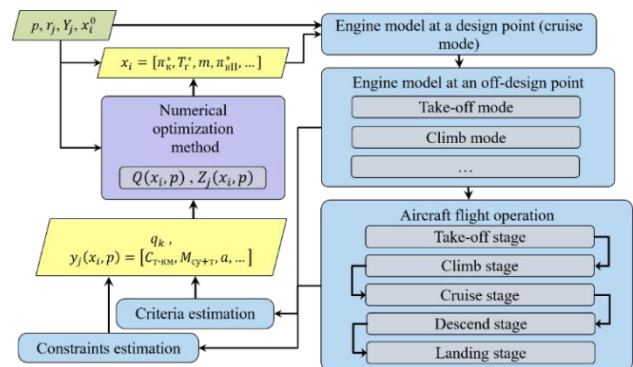 p, r_j, Y_j, x_i^0
x_i = [π_к^*, T_г^*, m, π_вII^*, …]
Numerical
optimization
method
Q(x_i, p) , Z_j(x_i, p)
q_k ,
y_j(x_i, p) = [C_т·км, M_су+т, a, …]
Criteria estimation
Constraints estimation
Engine model at a design point (cruise
mode)
Engine model at an off-design point
Take-off mode
Climb mode
…
Aircraft flight operation
Take-off stage
Climb stage
Cruise stage
Descend stage
Landing stage